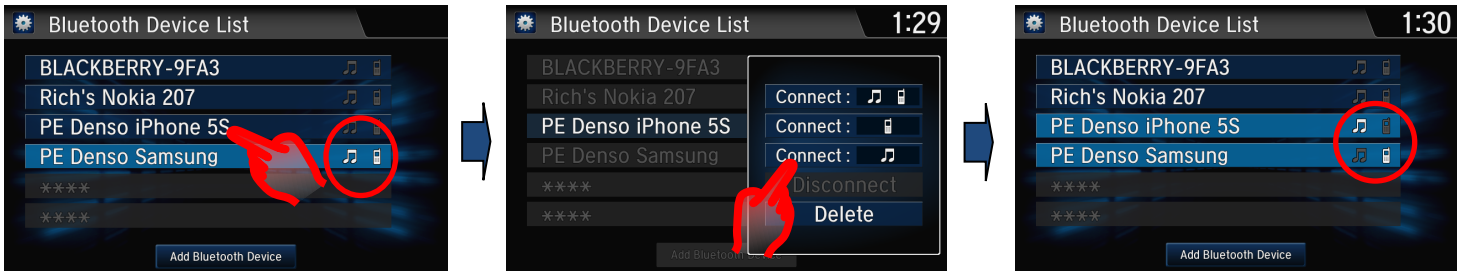 Bluetooth Device List
BLACKBERRY-9FA3
Rich's Nokia 207
PE Denso iPhone 5S
PE Denso Samsung
****
****
Add Bluetooth Device
Bluetooth Device List 1:29
BLACKBERRY-9FA3
Rich's Nokia 207
PE Denso iPhone 5S
PE Denso Samsung
****
****
Add Bluetooth Device
Connect :
Connect :
Connect :
Disconnect
Delete
Bluetooth Device List 1:30
BLACKBERRY-9FA3
Rich's Nokia 207
PE Denso iPhone 5S
PE Denso Samsung
****
****
Add Bluetooth Device